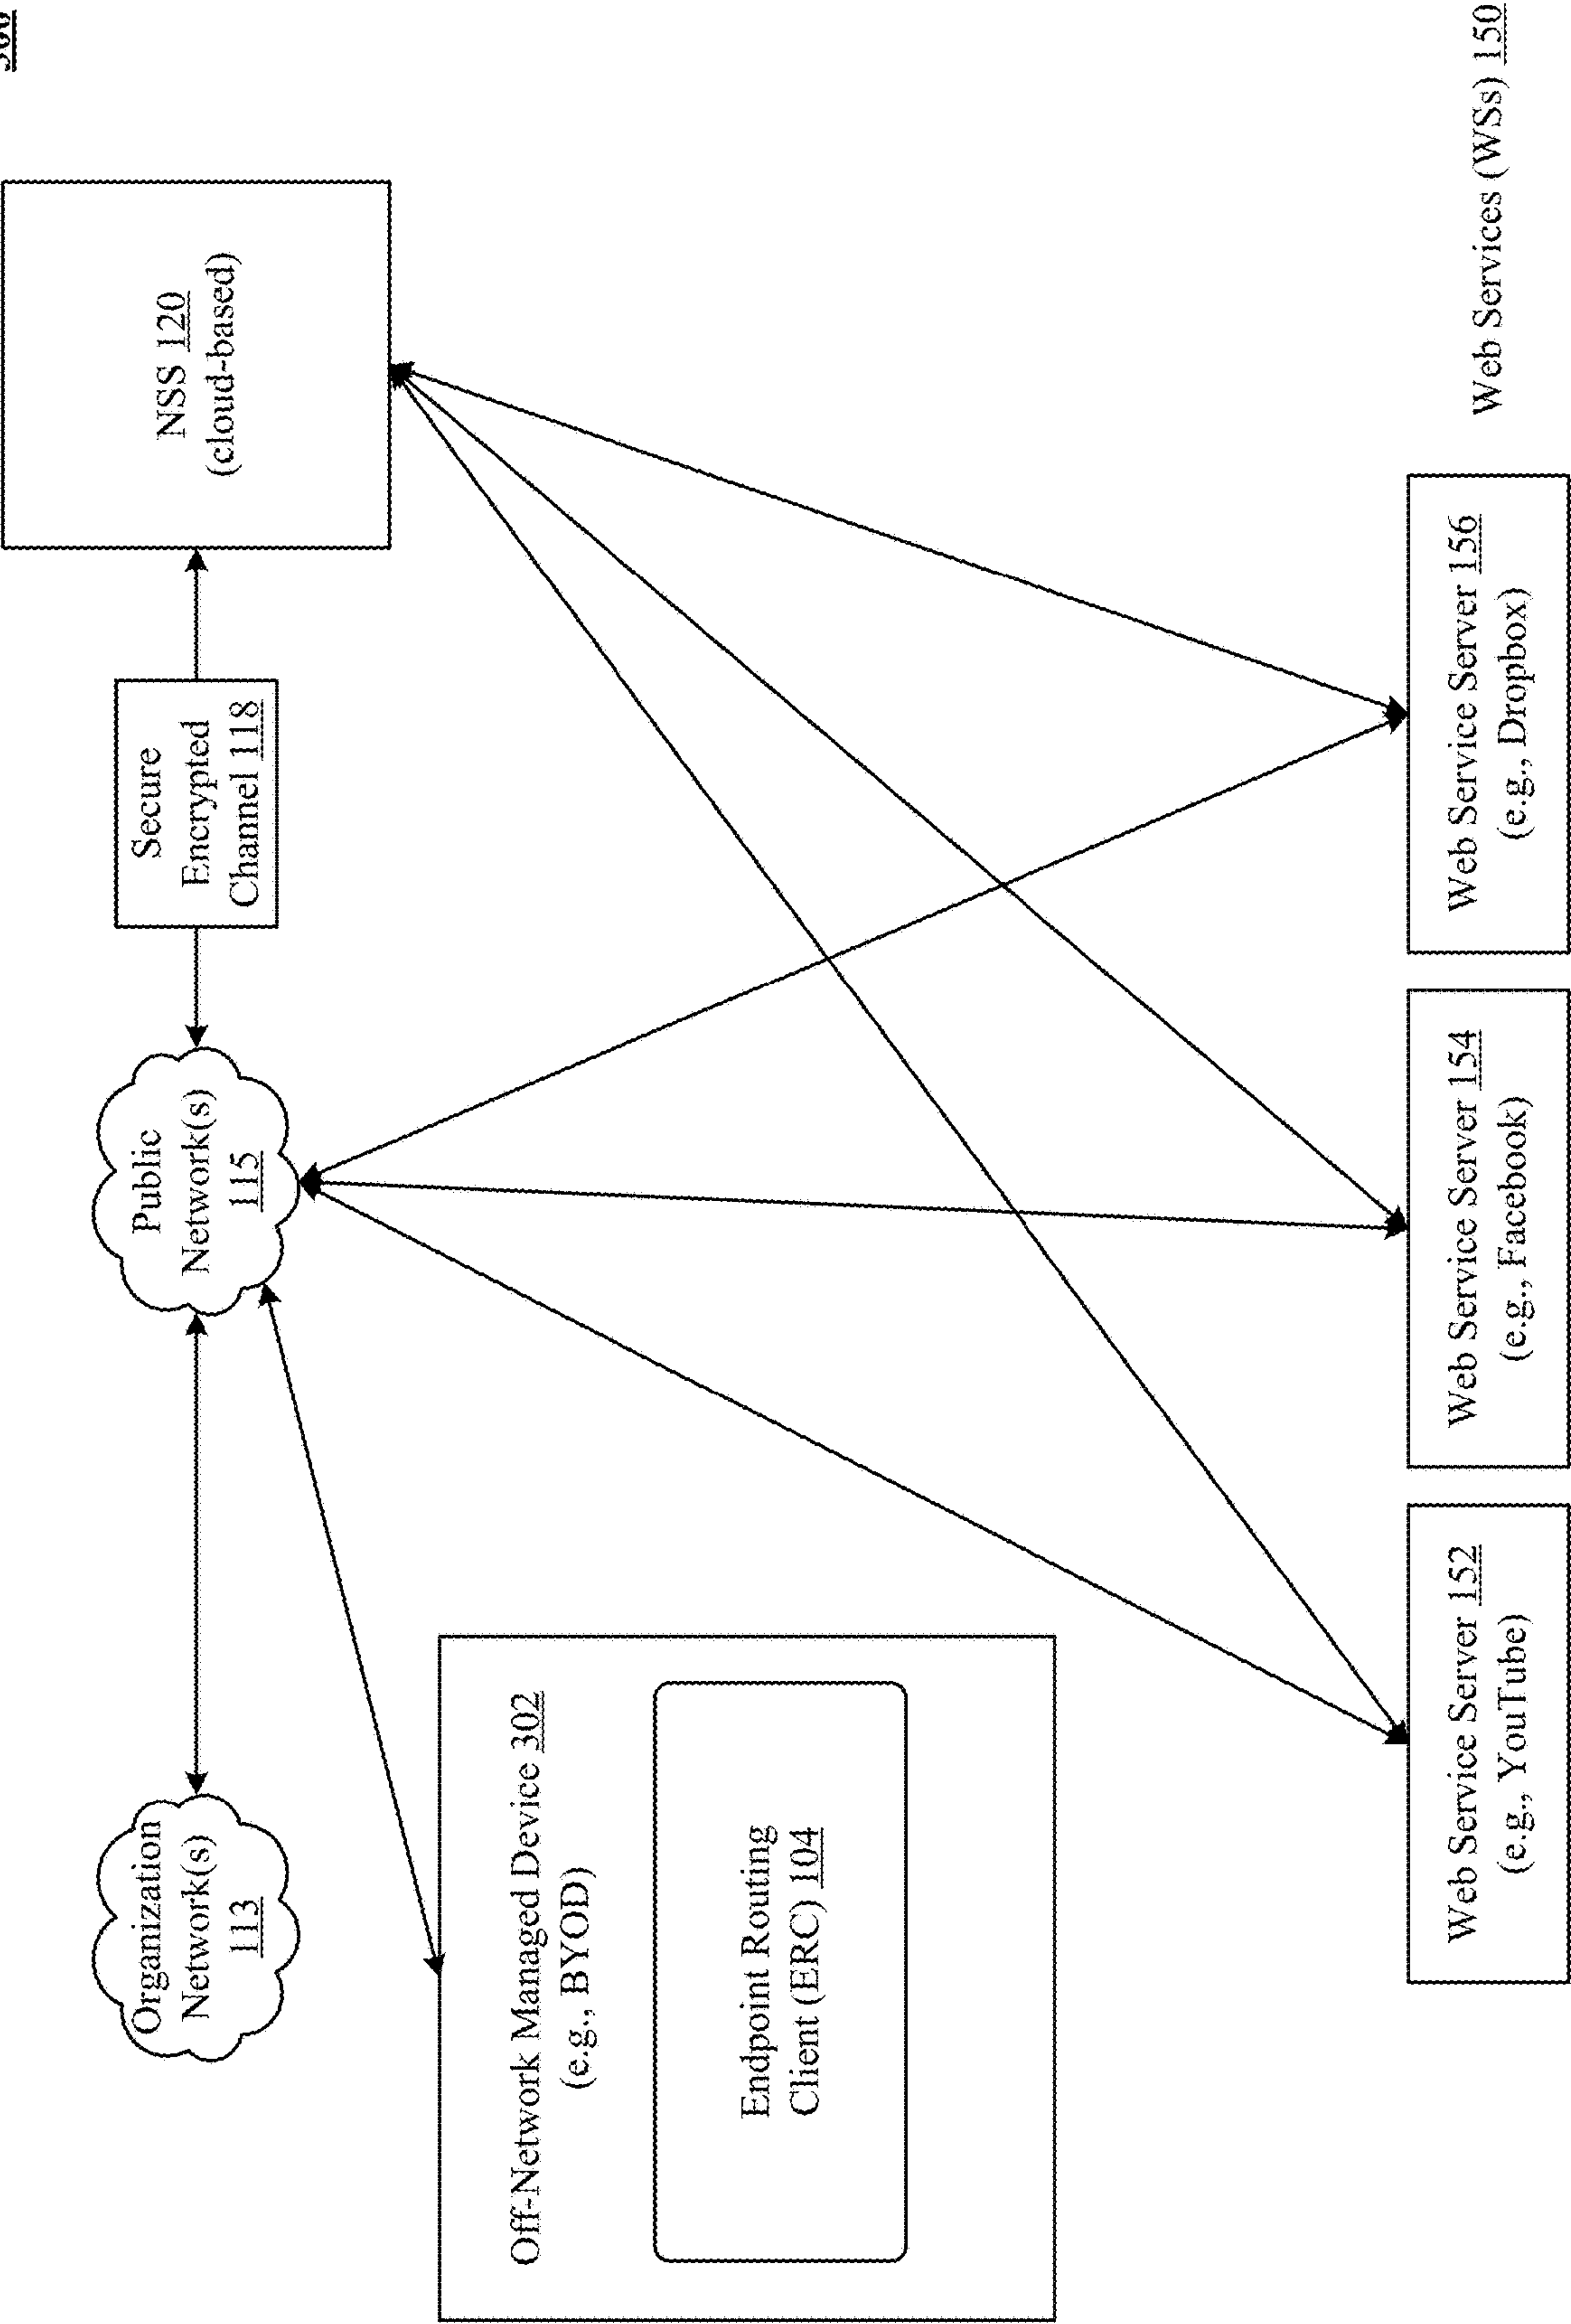 300
Organization
Network(s)
113
Public
Network(s)
115
Secure
Encrypted
Channel 118
NSS 120
(cloud-based)
Off-Network Managed Device 302
(e.g., BYOD)
Endpoint Routing
Client (ERC) 104
Web Service Server 152
(e.g., YouTube)
Web Service Server 154
(e.g., Facebook)
Web Service Server 156
(e.g., Dropbox)
Web Services (WSs) 150